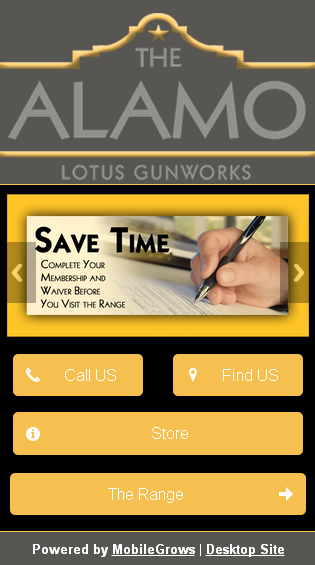 THE
ALAMO
LOTUS GUNWORKS
SAVE TIME
COMPLETE YOUR
MEMBERSHIP AND
WAIVER BEFORE
YOU VISIT THE RANGE
Call US
Find US
Store
The Range
Powered by MobileGrows | Desktop Site